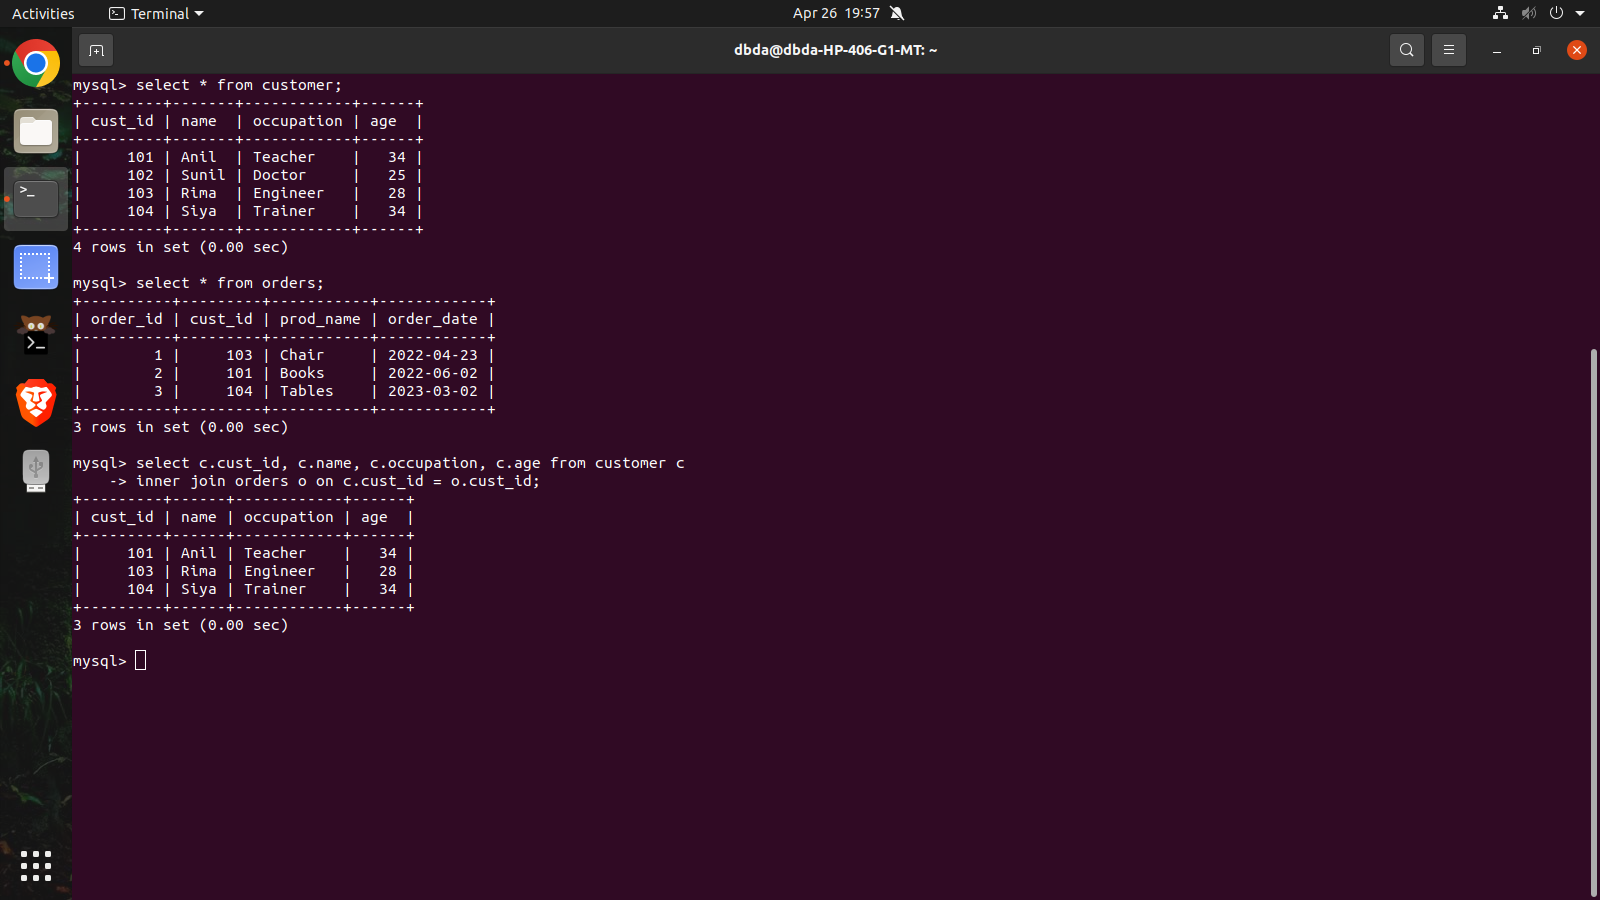 Activities Terminal Apr 26 19:57
dbda@dbda-HP-406-G1-MT: ~
mysql> select * from customer;
+---------+-------+------------+------+
| cust_id | name  | occupation | age  |
+---------+-------+------------+------+
|     101 | Anil  | Teacher    |   34 |
|     102 | Sunil | Doctor     |   25 |
|     103 | Rima  | Engineer   |   28 |
|     104 | Siya  | Trainer    |   34 |
+---------+-------+------------+------+
4 rows in set (0.00 sec)
mysql> select * from orders;
+----------+---------+-----------+------------+
| order_id | cust_id | prod_name | order_date |
+----------+---------+-----------+------------+
|        1 |     103 | Chair     | 2022-04-23 |
|        2 |     101 | Books     | 2022-06-02 |
|        3 |     104 | Tables    | 2023-03-02 |
+----------+---------+-----------+------------+
3 rows in set (0.00 sec)
mysql> select c.cust_id, c.name, c.occupation, c.age from customer c
    -> inner join orders o on c.cust_id = o.cust_id;
+---------+------+------------+------+
| cust_id | name | occupation | age  |
+---------+------+------------+------+
|     101 | Anil | Teacher    |   34 |
|     103 | Rima | Engineer   |   28 |
|     104 | Siya | Trainer    |   34 |
+---------+------+------------+------+
3 rows in set (0.00 sec)
mysql>